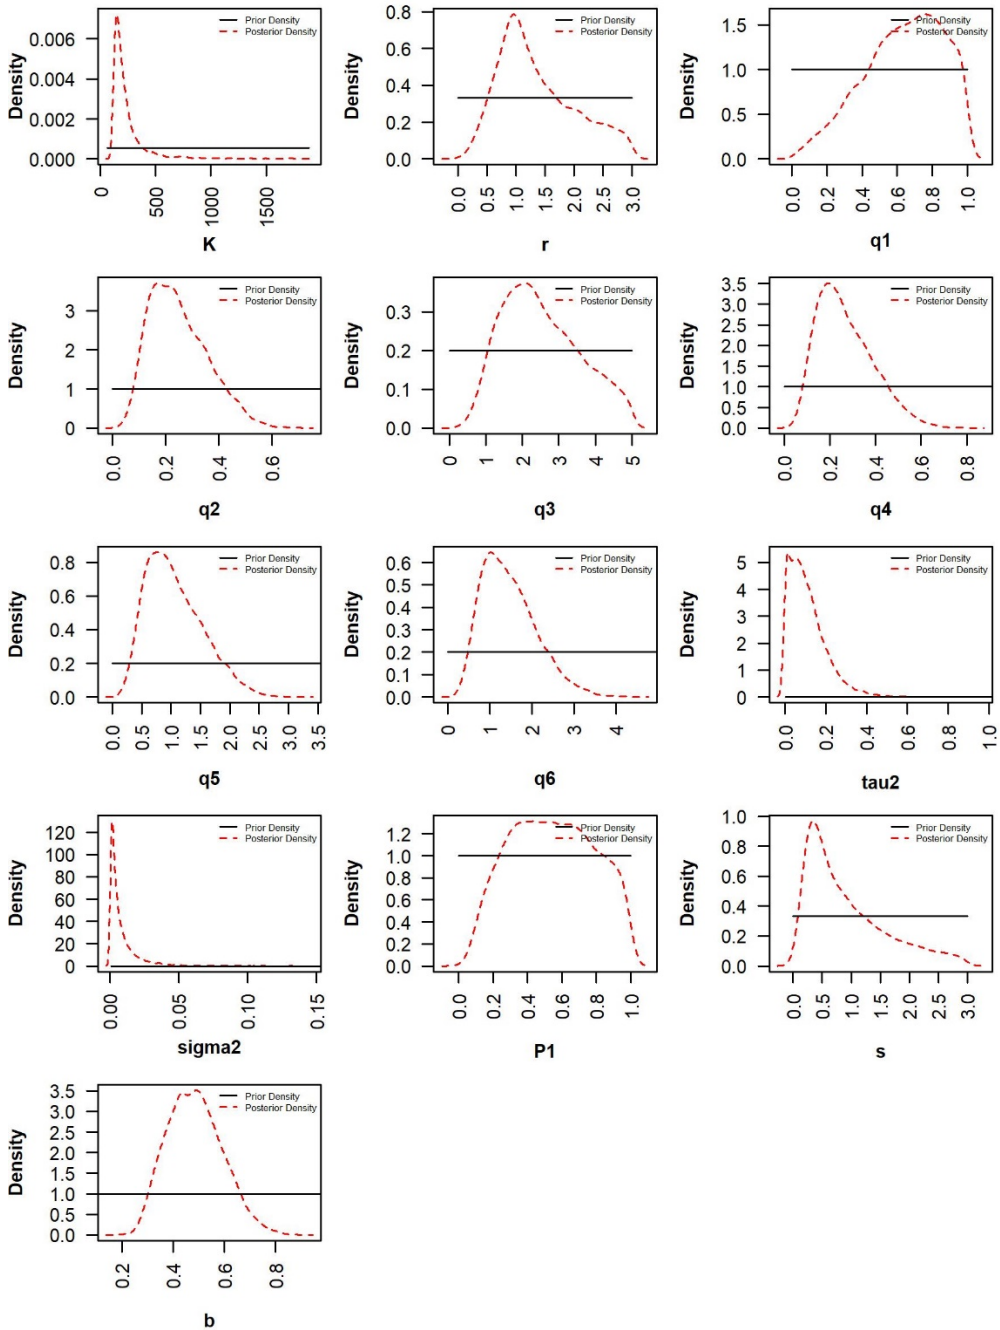 Density
0.006
0.004
0.002
0.000
Prior Density
Posterior Density
0
500
1000
1500
K
Density
0.8
0.6
0.4
0.2
0.0
Prior Density
Posterior Density
0.0
0.5
1.0
1.5
2.0
2.5
3.0
r
Density
1.5
1.0
0.5
0.0
Prior Density
Posterior Density
0.0
0.2
0.4
0.6
0.8
1.0
q1
Density
3
2
1
0
Prior Density
Posterior Density
0.0
0.2
0.4
0.6
q2
Density
0.3
0.2
0.1
0.0
Prior Density
Posterior Density
0
1
2
3
4
5
q3
Density
3.5
3.0
2.5
2.0
1.5
1.0
0.5
0.0
Prior Density
Posterior Density
0.0
0.2
0.4
0.6
0.8
q4
Density
0.8
0.6
0.4
0.2
0.0
Prior Density
Posterior Density
0.0
0.5
1.0
1.5
2.0
2.5
3.0
3.5
q5
Density
0.6
0.5
0.4
0.3
0.2
0.1
0.0
Prior Density
Posterior Density
0
1
2
3
4
q6
Density
5
4
3
2
1
0
Prior Density
Posterior Density
0.0
0.2
0.4
0.6
0.8
1.0
tau2
Density
120
100
80
60
40
20
0
Prior Density
Posterior Density
0.00
0.05
0.10
0.15
sigma2
Density
1.2
1.0
0.8
0.6
0.4
0.2
0.0
Prior Density
Posterior Density
0.0
0.2
0.4
0.6
0.8
1.0
P1
Density
1.0
0.8
0.6
0.4
0.2
0.0
Prior Density
Posterior Density
0.0
0.5
1.0
1.5
2.0
2.5
3.0
s
Density
3.5
3.0
2.5
2.0
1.5
1.0
0.5
0.0
Prior Density
Posterior Density
0.2
0.4
0.6
0.8
b